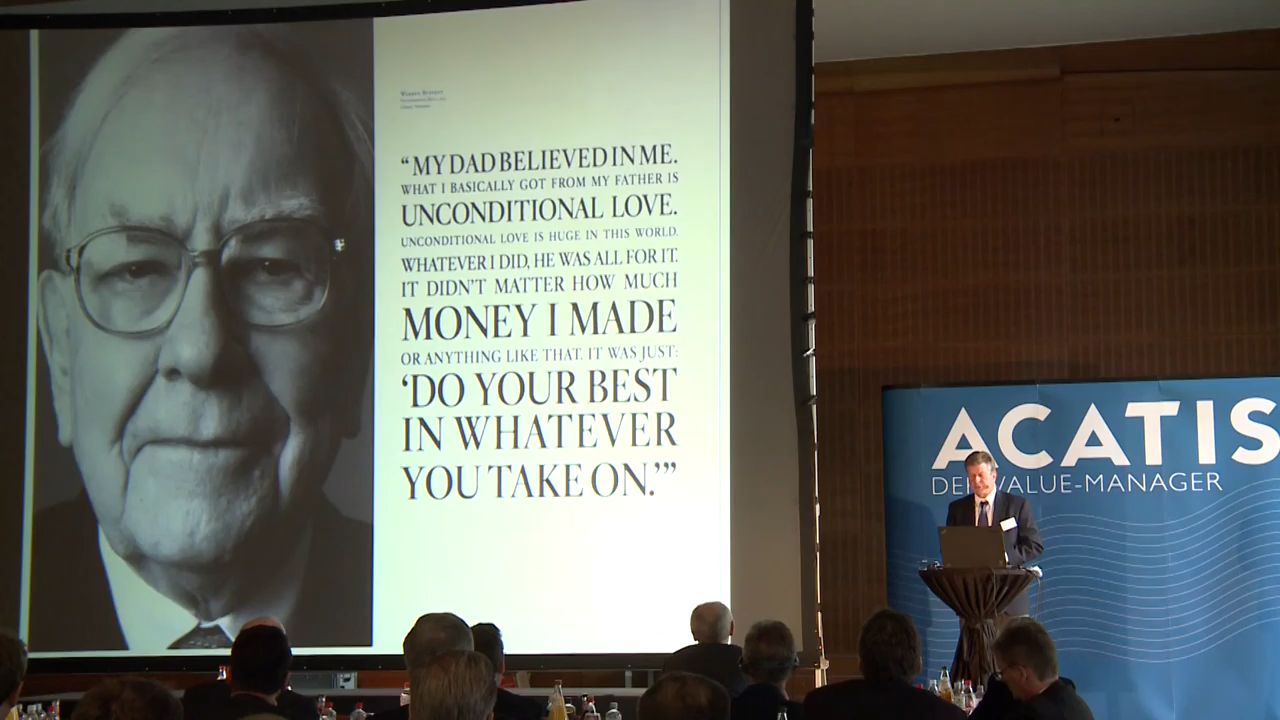 WARREN BUFFETT
“ MY DAD BELIEVED IN ME.
WHAT I BASICALLY GOT FROM MY FATHER IS
UNCONDITIONAL LOVE.
UNCONDITIONAL LOVE IS HUGE IN THIS WORLD.
WHATEVER I DID, HE WAS ALL FOR IT.
IT DIDN’T MATTER HOW MUCH
MONEY I MADE
OR ANYTHING LIKE THAT. IT WAS JUST:
‘DO YOUR BEST
IN WHATEVER
YOU TAKE ON.’”
ACATIS
VALUE-MANAGER